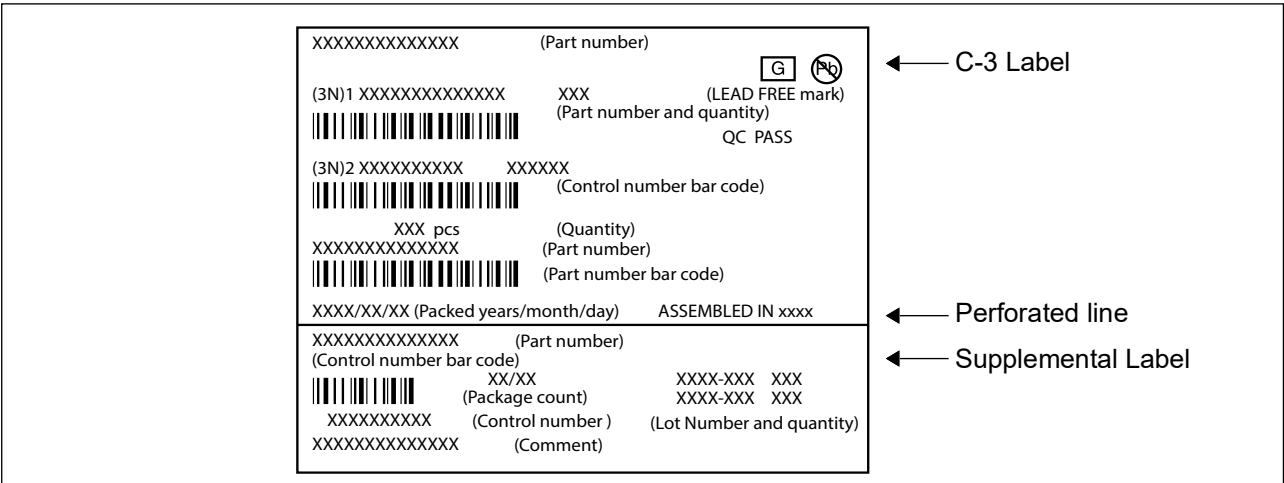 XXXXXXXXXXXXXX (Part number)
C-3 Label
G Pb
(3N)1 XXXXXXXXXXXXXX XXX (LEAD FREE mark)
(Part number and quantity)
QC PASS
(3N)2 XXXXXXXXXX XXXXXX
(Control number bar code)
XXX pcs (Quantity)
XXXXXXXXXXXXXX (Part number)
(Part number bar code)
XXXX/XX/XX (Packed years/month/day) ASSEMBLED IN xxxx
Perforated line
XXXXXXXXXXXXXX (Part number)
(Control number bar code)
Supplemental Label
XX/XX XXXX-XXX XXX
(Package count) XXXX-XXX XXX
XXXXXXXXXX (Control number ) (Lot Number and quantity)
XXXXXXXXXXXXXX (Comment)